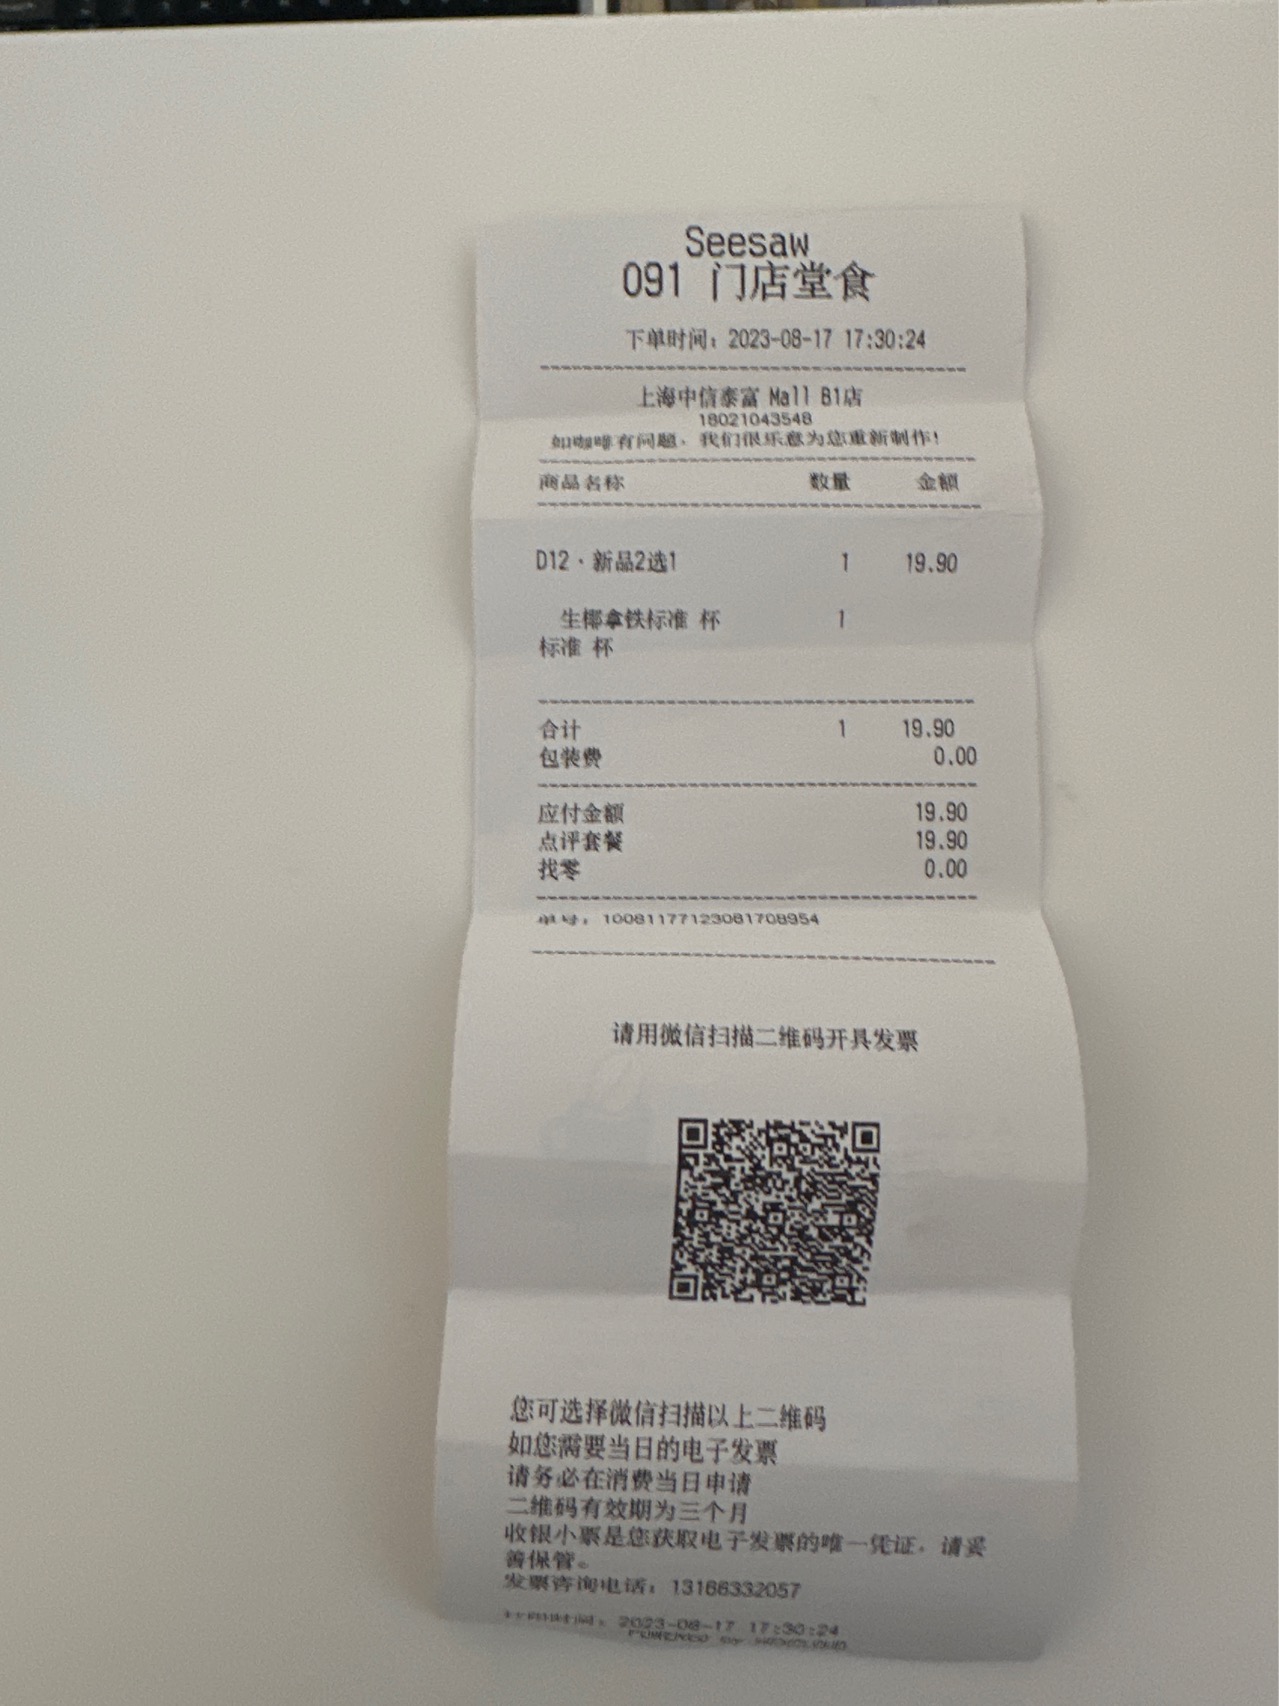 Seesaw
091 门店堂食
下单时间：2023-08-17 17:30:24
上海中信泰富 Mall B1店
18021043548
如咖啡有问题，我们很乐意为您重新制作！
商品名称 数量 金额
D12·新品2选1 1 19.90
生椰拿铁标准 杯 1
标准 杯
合计 1 19.90
包装费 0.00
应付金额 19.90
点评套餐 19.90
找零 0.00
单号：10081177123081708954
请用微信扫描二维码开具发票
您可选择微信扫描以上二维码
如您需要当日的电子发票
请务必在消费当日申请
二维码有效期为三个月
收银小票是您获取电子发票的唯一凭证，请妥
善保管。
发票咨询电话：13166332057
打印时间：2023-08-17 17:30:24